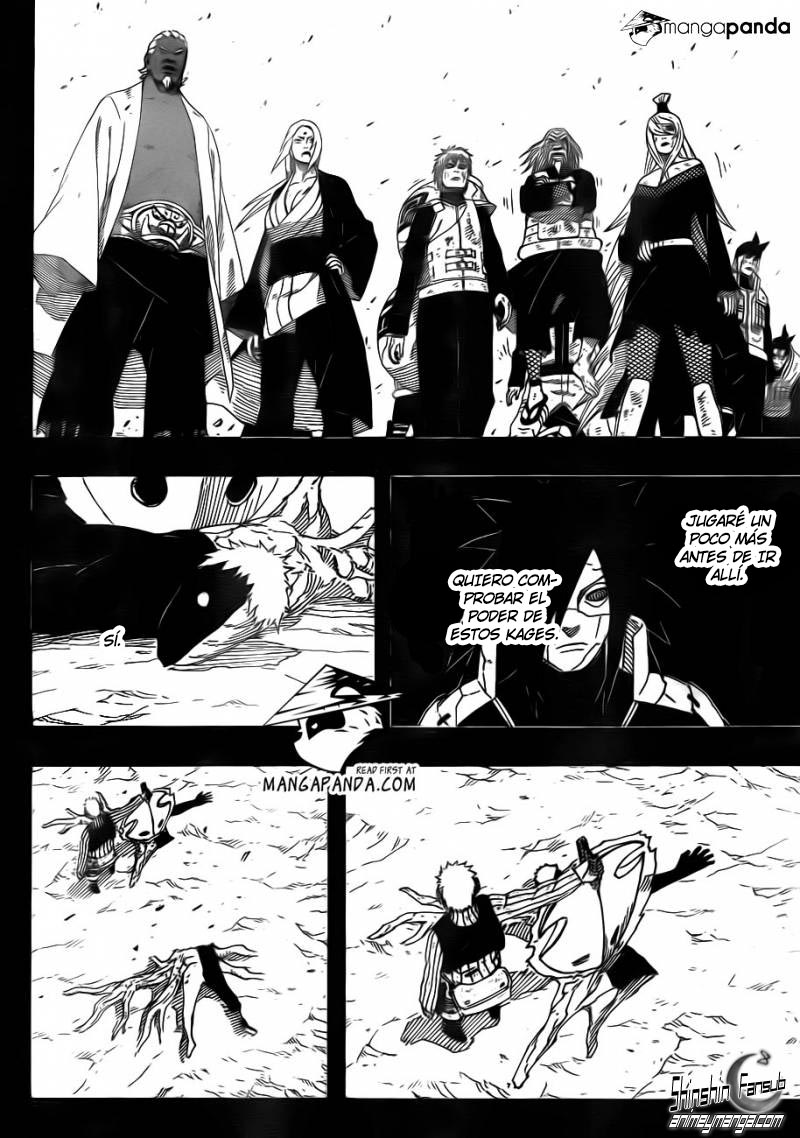 mangapanda
JUGARÉ UN
POCO MÁS
ANTES DE IR
ALLÍ.
QUIERO COM-
PROBAR EL
PODER DE
ESTOS KAGES.
SÍ.
READ FIRST AT
MANGAPANDA.COM
Shinshin Fansub
animeymanga.com